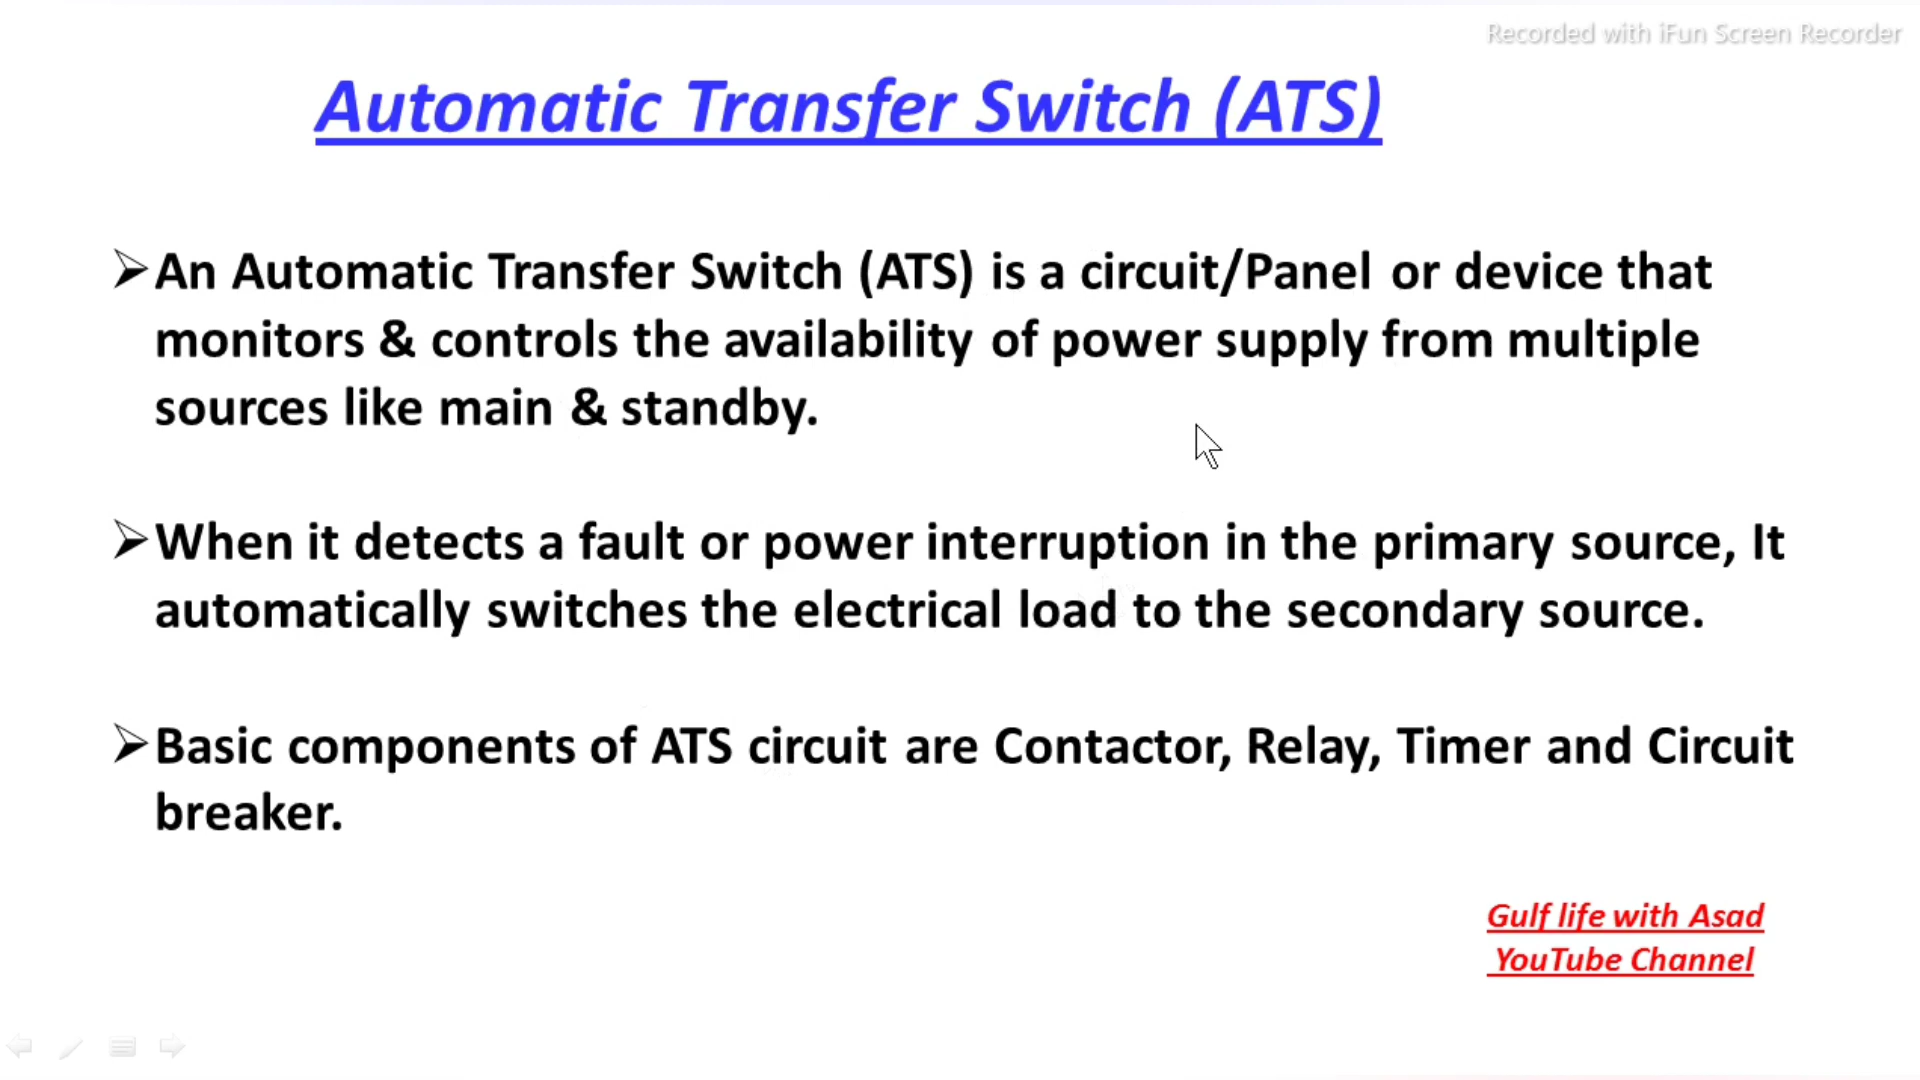 Recorded with iFun Screen Recorder
Automatic Transfer Switch (ATS)
An Automatic Transfer Switch (ATS) is a circuit/Panel or device that
monitors & controls the availability of power supply from multiple
sources like main & standby.
When it detects a fault or power interruption in the primary source, It
automatically switches the electrical load to the secondary source.
Basic components of ATS circuit are Contactor, Relay, Timer and Circuit
breaker.
Gulf life with Asad
YouTube Channel